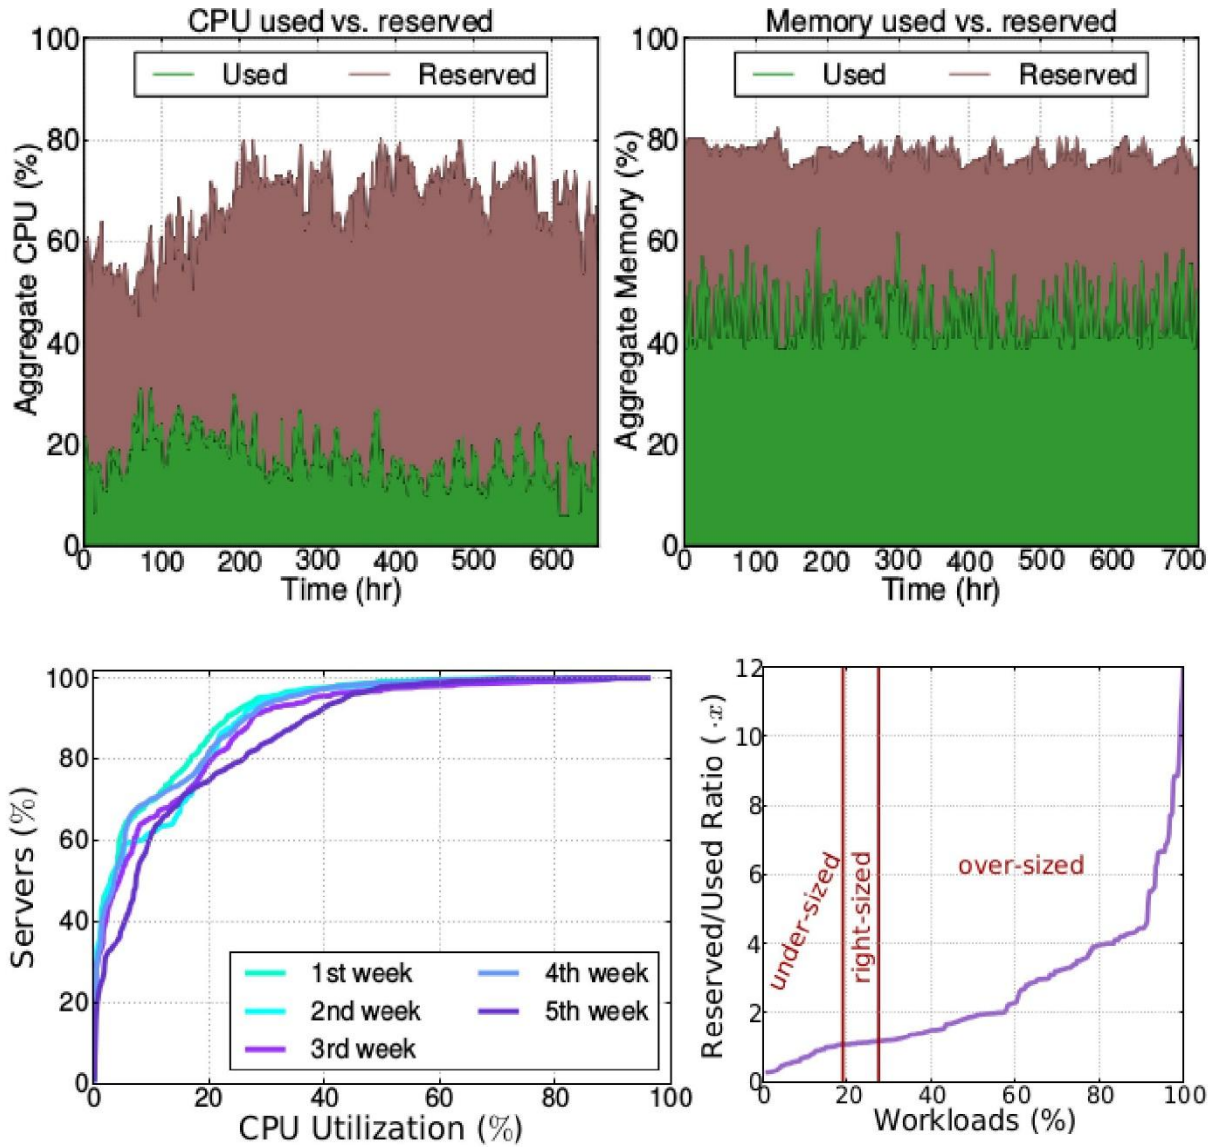 CPU used vs. reserved
100
80
60
40
20
0
Aggregate CPU (%)
Used
Reserved
0 100 200 300 400 500 600
Time (hr)
Memory used vs. reserved
100
80
60
40
20
0
Aggregate Memory (%)
Used
Reserved
0 100 200 300 400 500 600 700
Time (hr)
100
80
60
40
20
0
Servers (%)
1st week
2nd week
3rd week
4th week
5th week
0 20 40 60 80 100
CPU Utilization (%)
12
10
8
6
4
2
0
Reserved/Used Ratio (·x)
under-sized
right-sized
over-sized
0 20 40 60 80 100
Workloads (%)